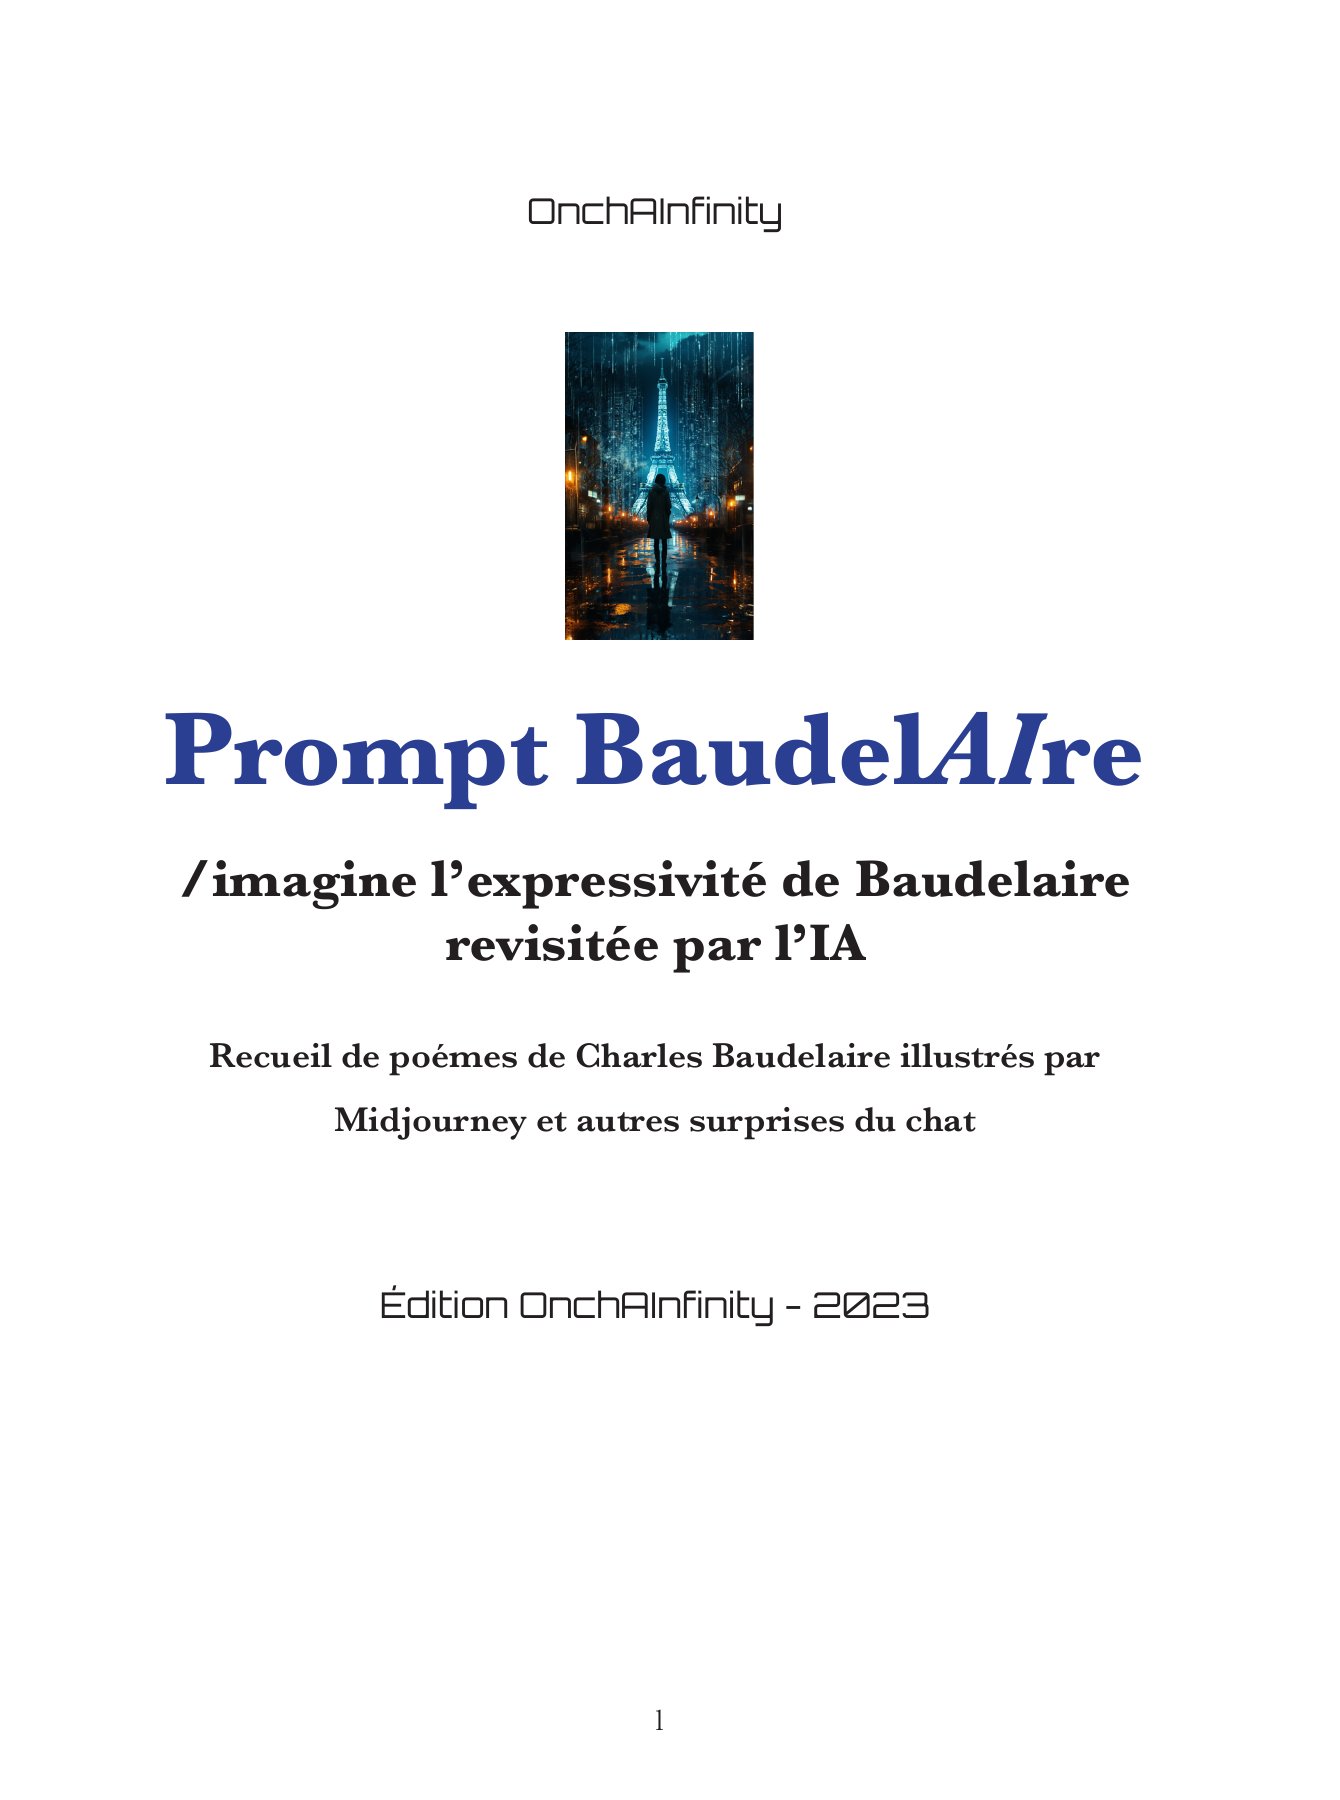 OnchAInfinity
Prompt BaudelAIre
/imagine l’expressivité de Baudelaire
revisitée par l’IA
Recueil de poémes de Charles Baudelaire illustrés par
Midjourney et autres surprises du chat
Édition OnchAInfinity - 2023
1